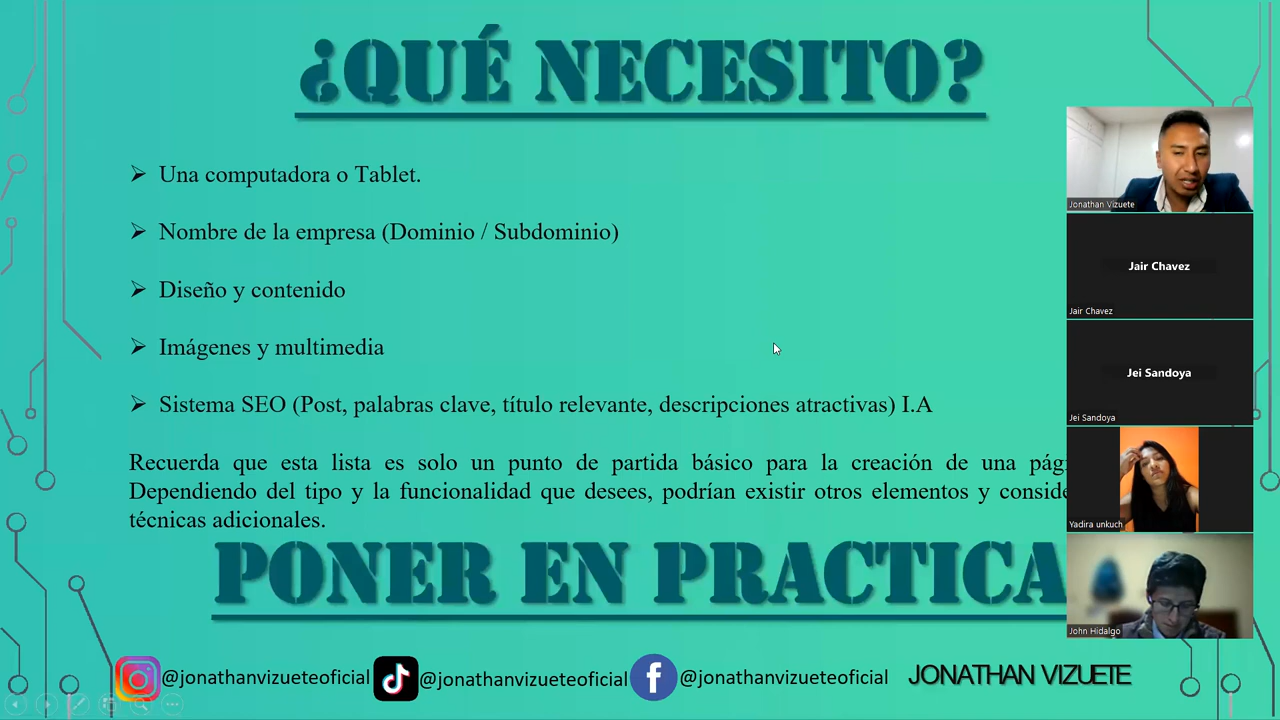 ¿QUÉ NECESITO?
Una computadora o Tablet.
Nombre de la empresa (Dominio / Subdominio)
Diseño y contenido
Imágenes y multimedia
Sistema SEO (Post, palabras clave, título relevante, descripciones atractivas) I.A
Recuerda que esta lista es solo un punto de partida básico para la creación de una
Dependiendo del tipo y la funcionalidad que desees, podrían existir otros elementos y
técnicas adicionales.
PONER EN PRACTICA
@jonathanvizueteoficial @jonathanvizueteoficial @jonathanvizueteoficial JONATHAN VIZUETE
Jonathan Vizuete
Jair Chavez
Jair Chavez
Jei Sandoya
Jei Sandoya
Yadira unkuch
John Hidalgo